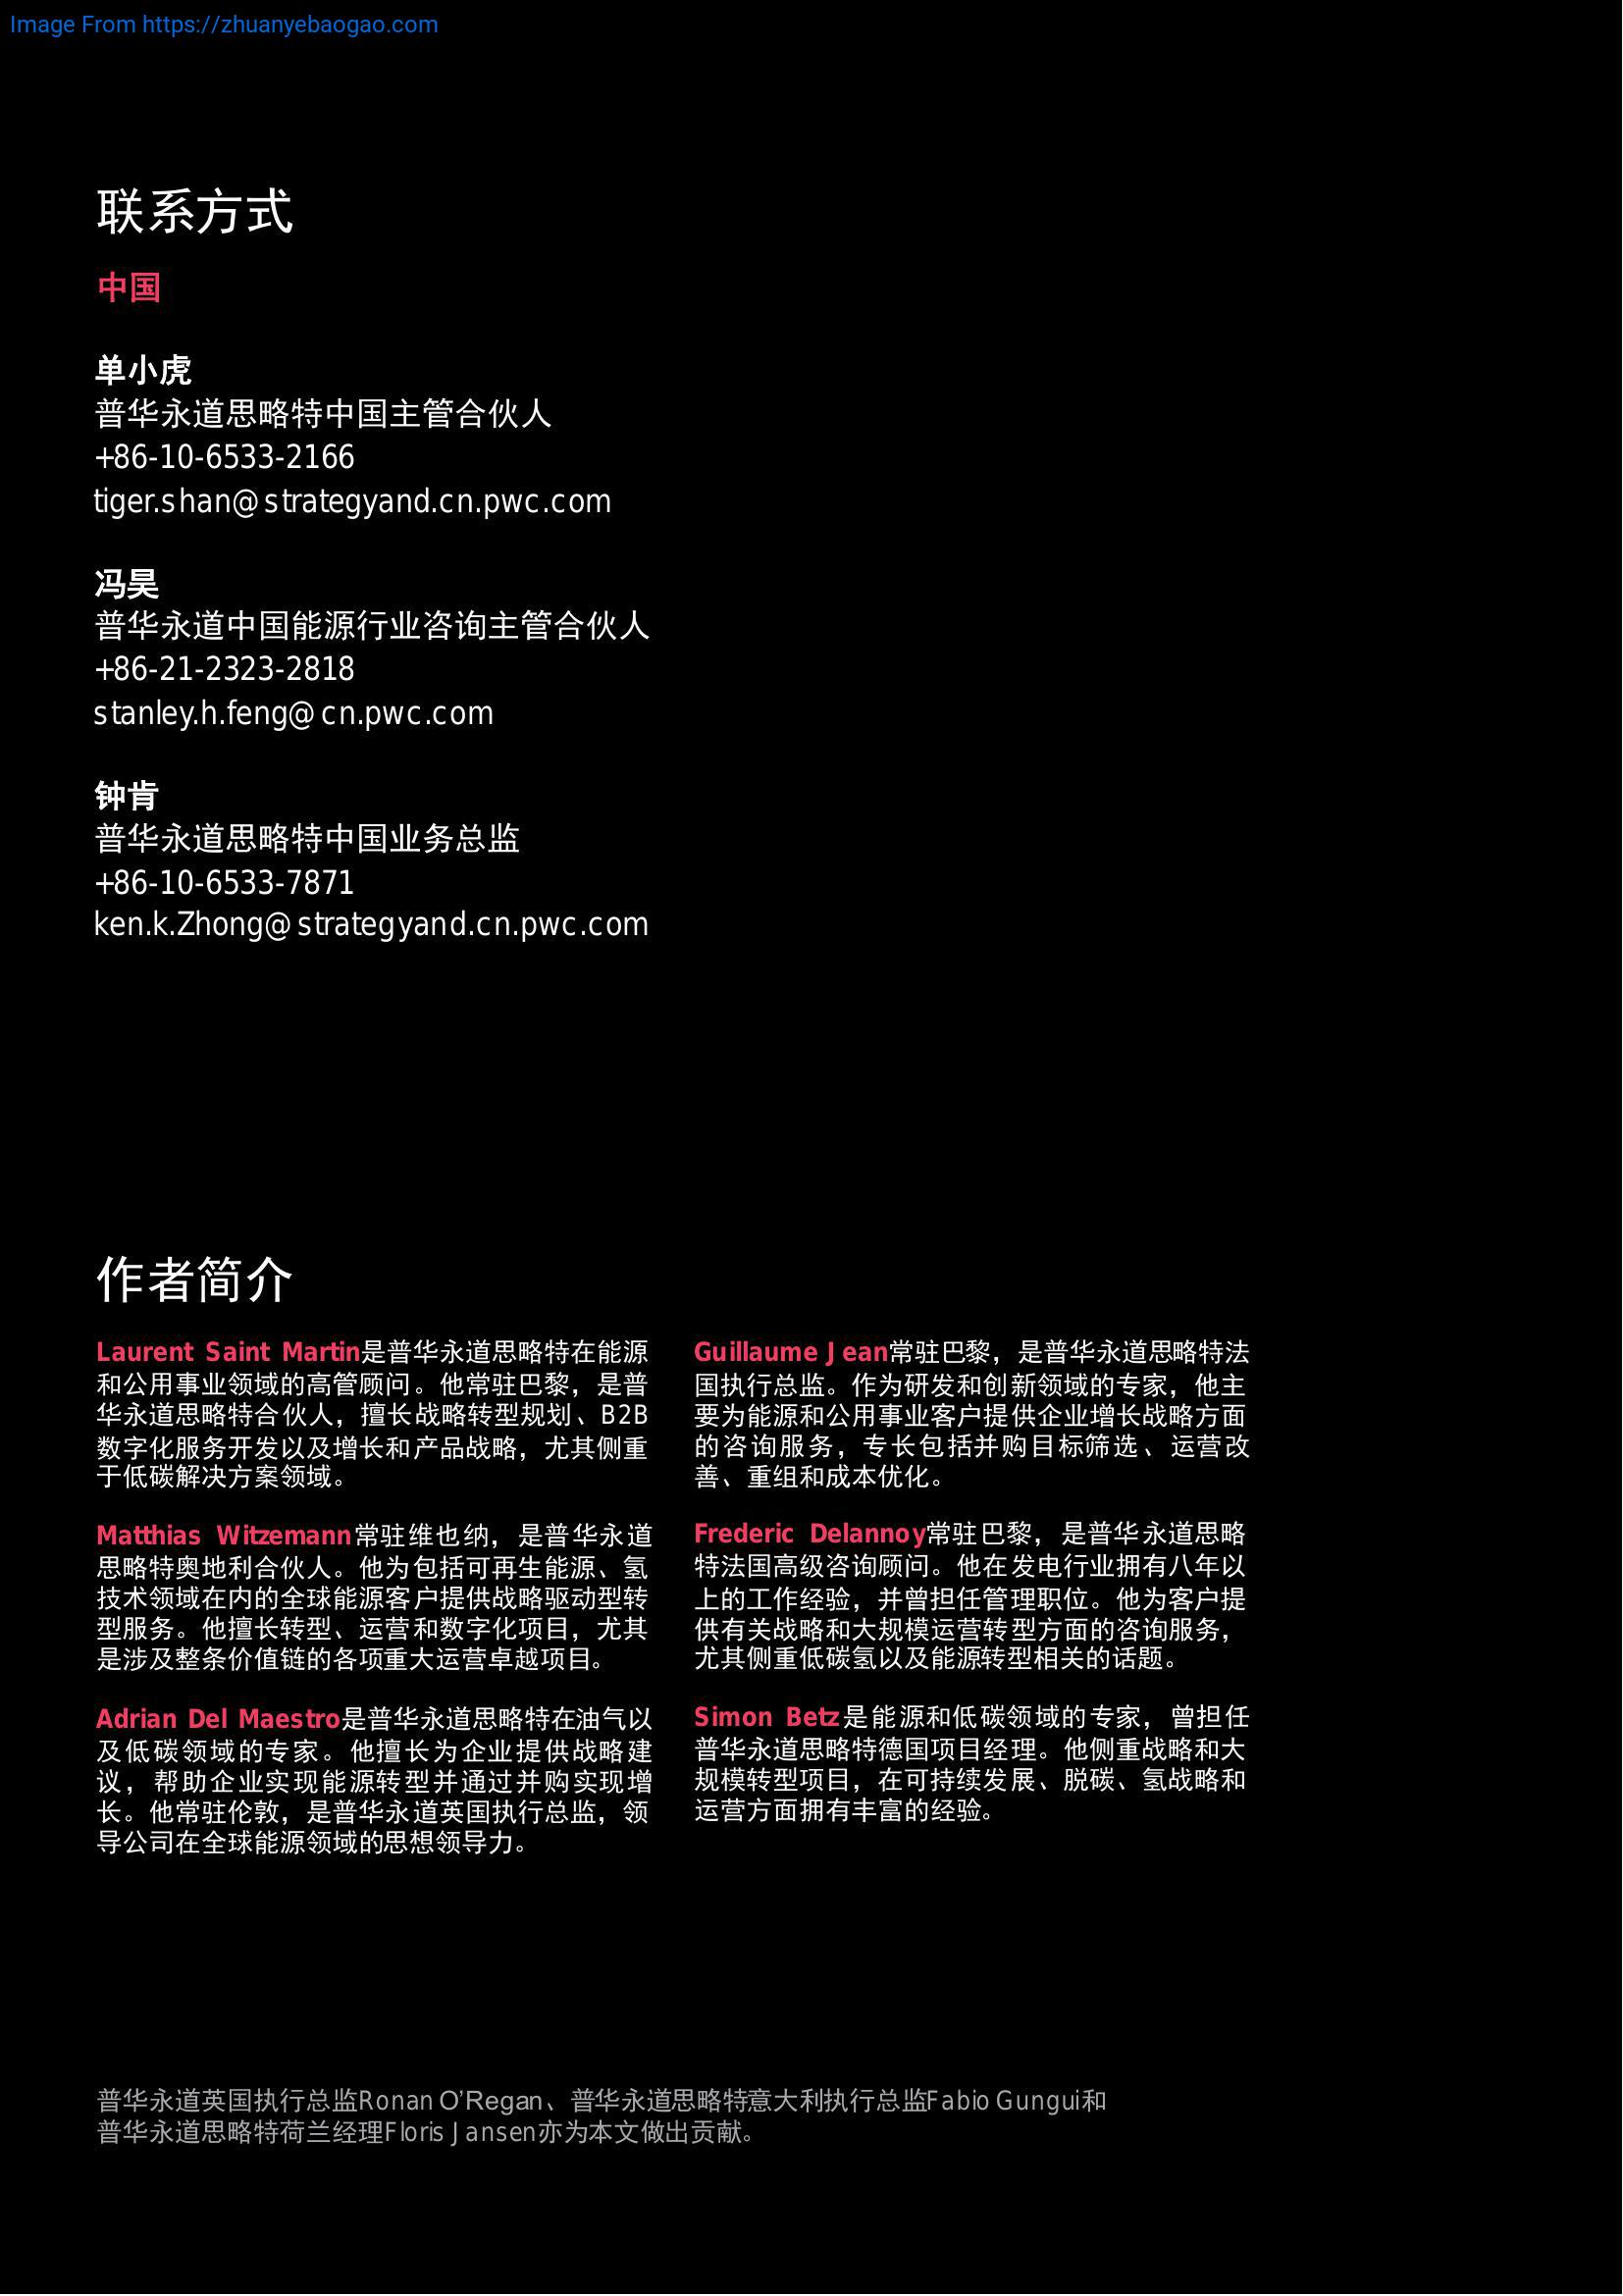 Image From https://zhuanyebaogao.com
联系方式
中国
单小虎
普华永道思略特中国主管合伙人
+86-10-6533-2166
tiger.shan@strategyand.cn.pwc.com
冯昊
普华永道中国能源行业咨询主管合伙人
+86-21-2323-2818
stanley.h.feng@cn.pwc.com
钟肯
普华永道思略特中国业务总监
+86-10-6533-7871
ken.k.Zhong@strategyand.cn.pwc.com
作者简介
Laurent Saint Martin是普华永道思略特在能源
和公用事业领域的高管顾问。他常驻巴黎，是普
华永道思略特合伙人，擅长战略转型规划、B2B
数字化服务开发以及增长和产品战略，尤其侧重
于低碳解决方案领域。
Matthias Witzemann常驻维也纳，是普华永道
思略特奥地利合伙人。他为包括可再生能源、氢
技术领域在内的全球能源客户提供战略驱动型转
型服务。他擅长转型、运营和数字化项目，尤其
是涉及整条价值链的各项重大运营卓越项目。
Adrian Del Maestro是普华永道思略特在油气以
及低碳领域的专家。他擅长为企业提供战略建
议，帮助企业实现能源转型并通过并购实现增
长。他常驻伦敦，是普华永道英国执行总监，领
导公司在全球能源领域的思想领导力。
Guillaume Jean常驻巴黎，是普华永道思略特法
国执行总监。作为研发和创新领域的专家，他主
要为能源和公用事业客户提供企业增长战略方面
的咨询服务，专长包括并购目标筛选、运营改
善、重组和成本优化。
Frederic Delannoy常驻巴黎，是普华永道思略
特法国高级咨询顾问。他在发电行业拥有八年以
上的工作经验，并曾担任管理职位。他为客户提
供有关战略和大规模运营转型方面的咨询服务，
尤其侧重低碳氢以及能源转型相关的话题。
Simon Betz是能源和低碳领域的专家，曾担任
普华永道思略特德国项目经理。他侧重战略和大
规模转型项目，在可持续发展、脱碳、氢战略和
运营方面拥有丰富的经验。
普华永道英国执行总监Ronan O’Regan、普华永道思略特意大利执行总监Fabio Gungui和
普华永道思略特荷兰经理Floris Jansen亦为本文做出贡献。